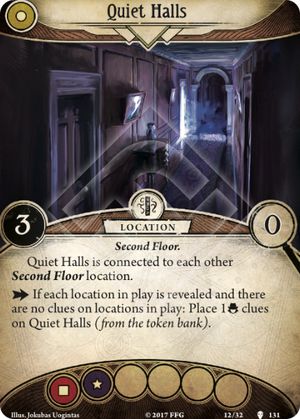 Quiet Halls
3
0
LOCATION
Second Floor.
Quiet Halls is connected to each other
Second Floor location.
If each location in play is revealed and there
are no clues on locations in play: Place 1 clues
on Quiet Halls (from the token bank).
Illus. Jokubas Uogintas
© 2017 FFG
12/32
131